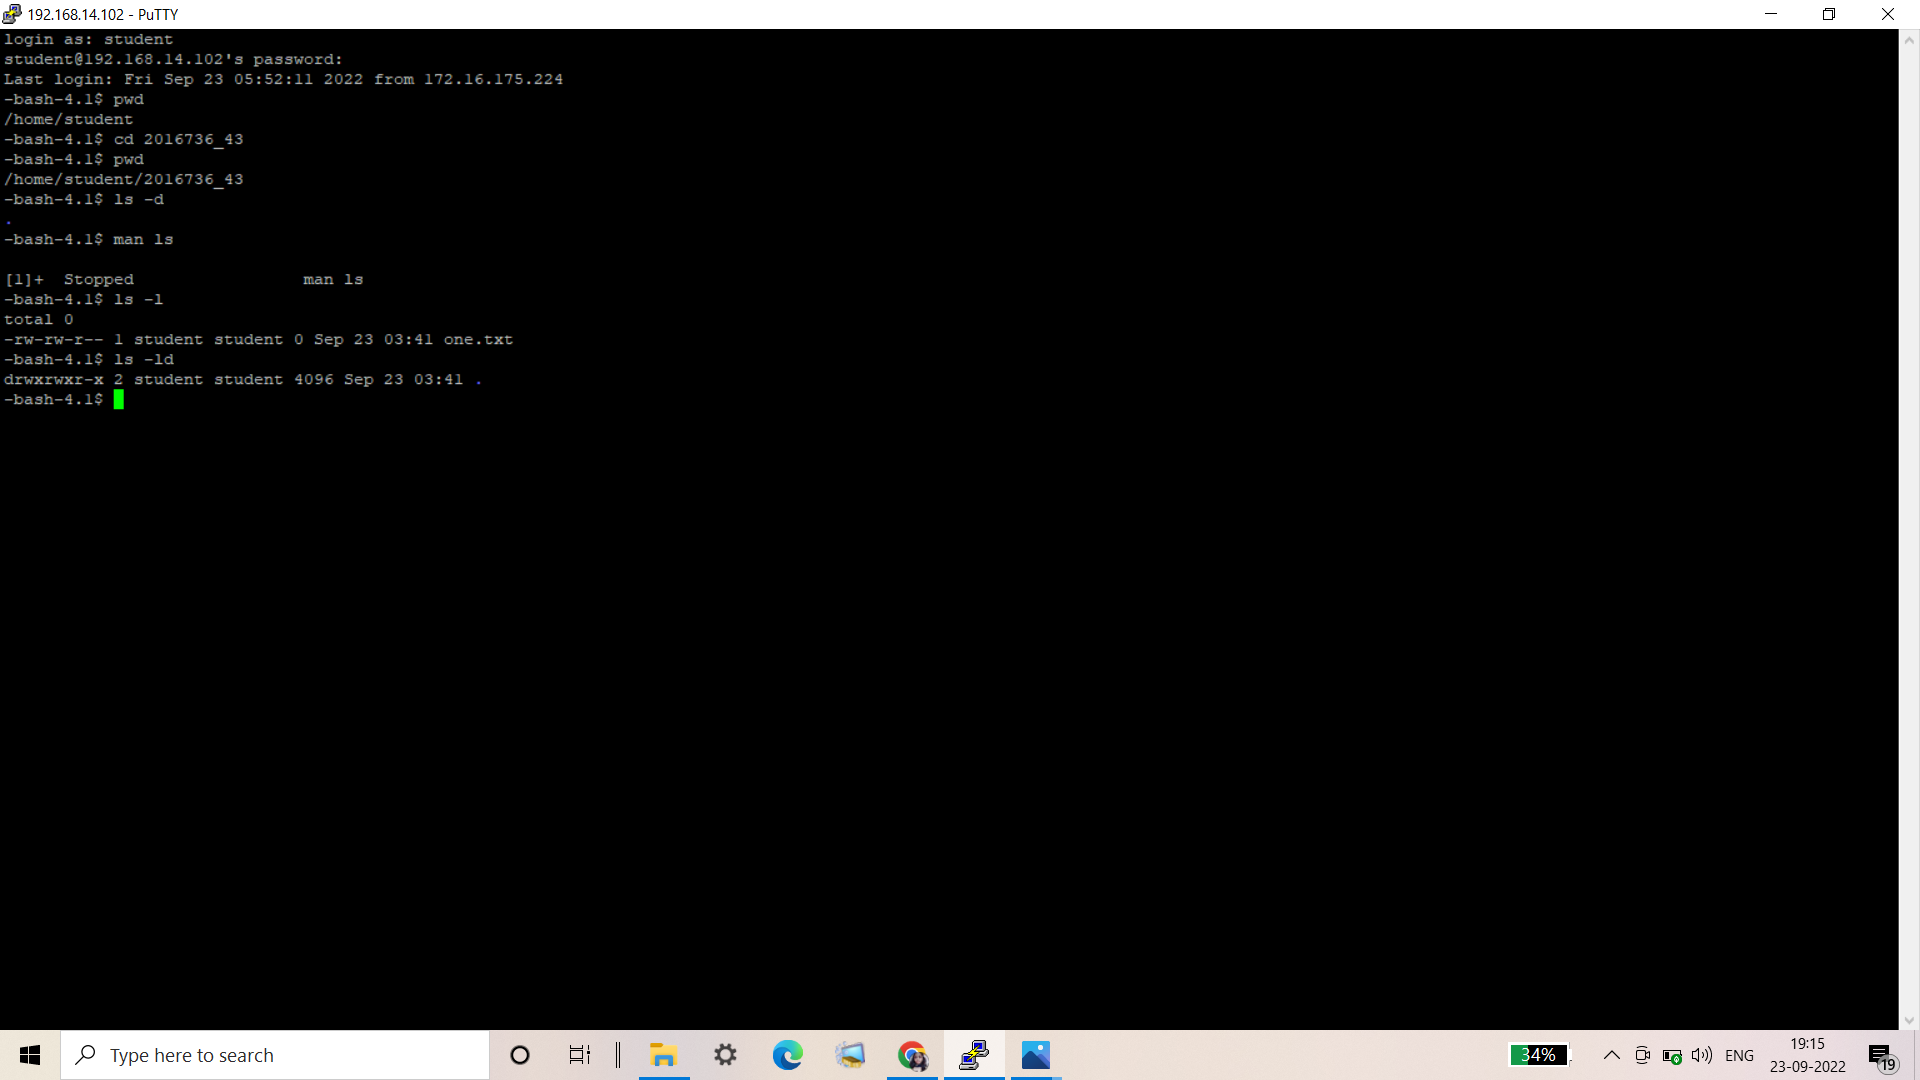 192.168.14.102 - PuTTY
login as: student
student@192.168.14.102's password:
Last login: Fri Sep 23 05:52:11 2022 from 172.16.175.224
-bash-4.1$ pwd
/home/student
-bash-4.1$ cd 2016736_43
-bash-4.1$ pwd
/home/student/2016736_43
-bash-4.1$ ls -d
.
-bash-4.1$ man ls
[1]+  Stopped                 man ls
-bash-4.1$ ls -l
total 0
-rw-rw-r-- 1 student student 0 Sep 23 03:41 one.txt
-bash-4.1$ ls -ld
drwxrwxr-x 2 student student 4096 Sep 23 03:41 .
-bash-4.1$
Type here to search
34%
ENG
19:15
23-09-2022
19